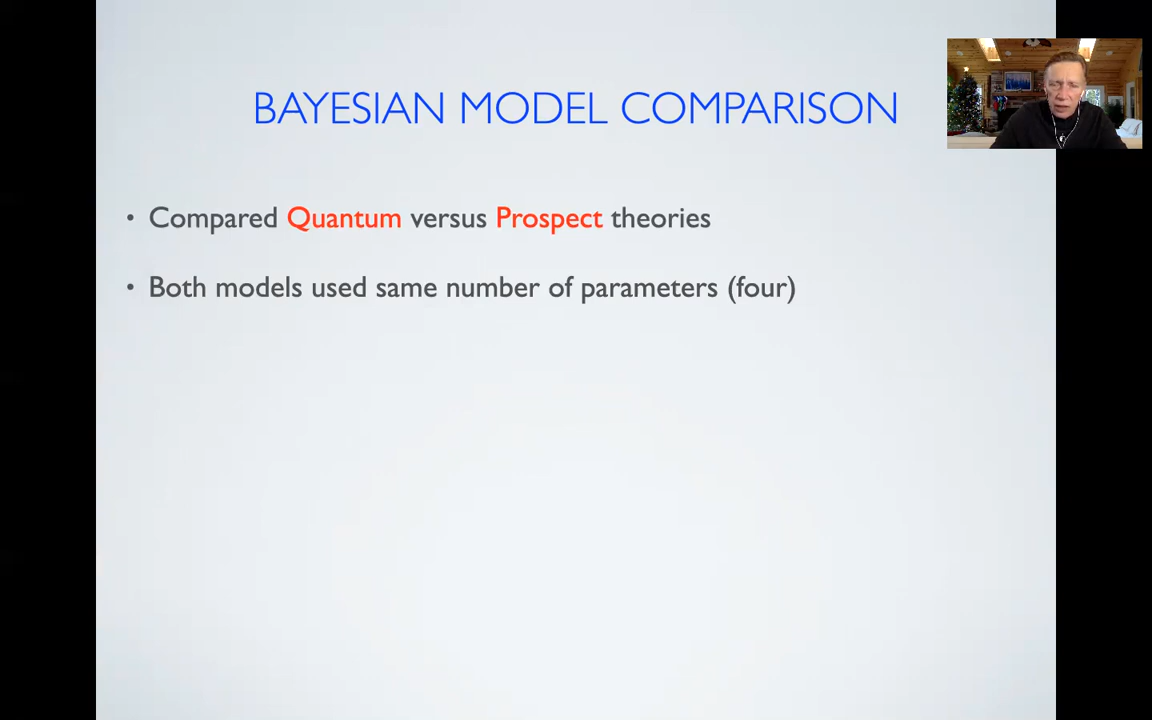 BAYESIAN MODEL COMPARISON
• Compared Quantum versus Prospect theories
• Both models used same number of parameters (four)